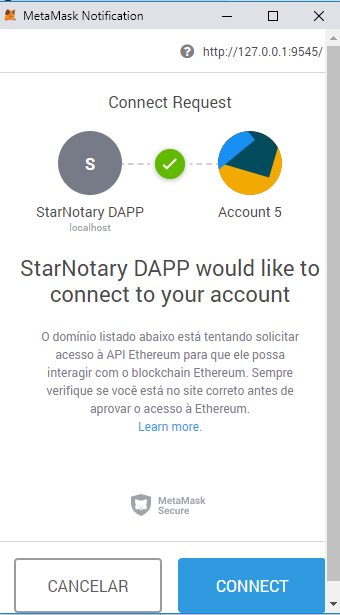 MetaMask Notification
http://127.0.0.1:9545/
Connect Request
S
StarNotary DAPP
Account 5
localhost
StarNotary DAPP would like to
connect to your account
O domínio listado abaixo está tentando solicitar
acesso à API Ethereum para que ele possa
interagir com o blockchain Ethereum. Sempre
verifique se você está no site correto antes de
aprovar o acesso à Ethereum.
Learn more.
MetaMask
Secure
CANCELAR
CONNECT